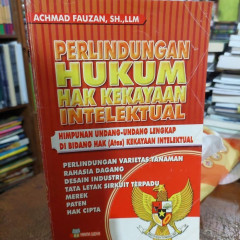 ACHMAD FAUZAN, SH.,LLM
PERLINDUNGAN
HUKUM
HAK KEKAYAAN
INTELEKTUAL
HIMPUNAN UNDANG-UNDANG LENGKAP
DI BIDANG HAK (Atas) KEKAYAAN INTELEKTUAL
PERLINDUNGAN VARIETAS TANAMAN
RAHASIA DAGANG
DESAIN INDUSTRI
TATA LETAK SIRKUIT TERPADU
MEREK
PATEN
HAK CIPTA